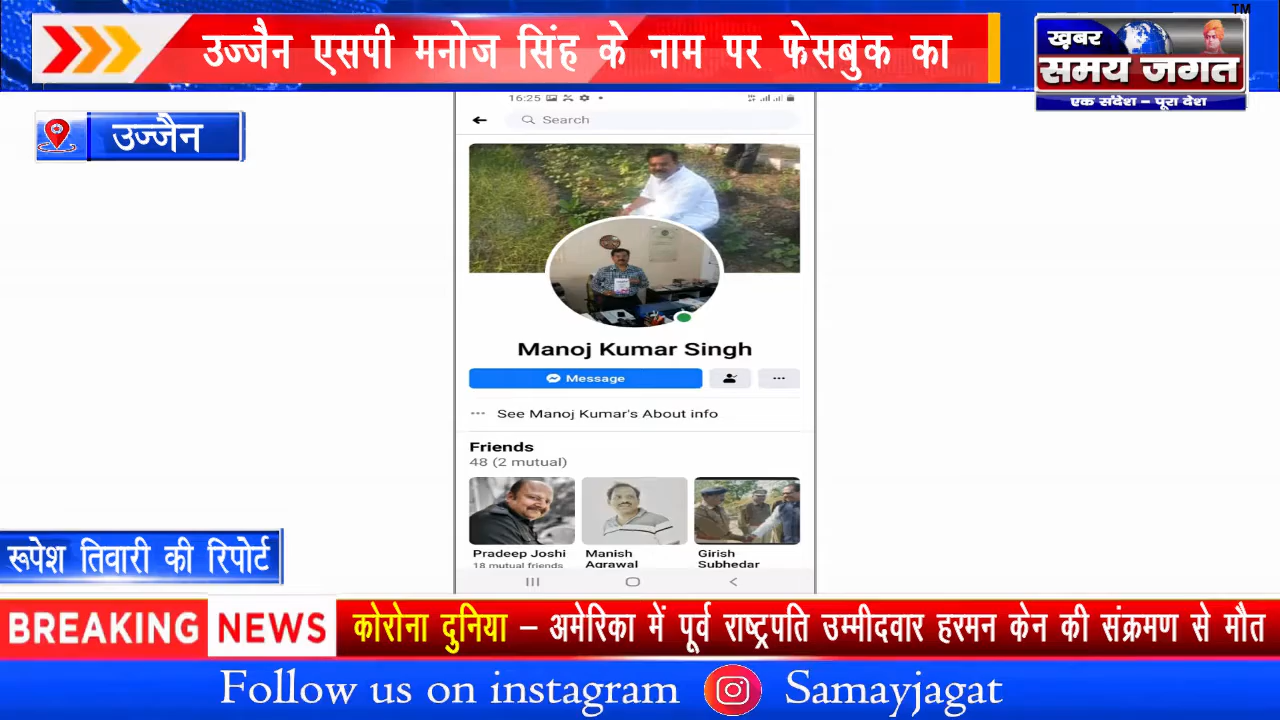 उज्जैन एसपी मनोज सिंह के नाम पर फेसबुक का
TM
ख़बर
समय जगत
एक संदेश – पूरा देश
उज्जैन
16:25
Search
Manoj Kumar Singh
Message
See Manoj Kumar's About info
Friends
48 (2 mutual)
Pradeep Joshi
18 mutual friends
Manish
Agrawal
Girish
Subhedar
रूपेश तिवारी की रिपोर्ट
BREAKING NEWS
कोरोना दुनिया – अमेरिका में पूर्व राष्ट्रपति उम्मीदवार हरमन केन की संक्रमण से मौत
Follow us on instagram Samayjagat